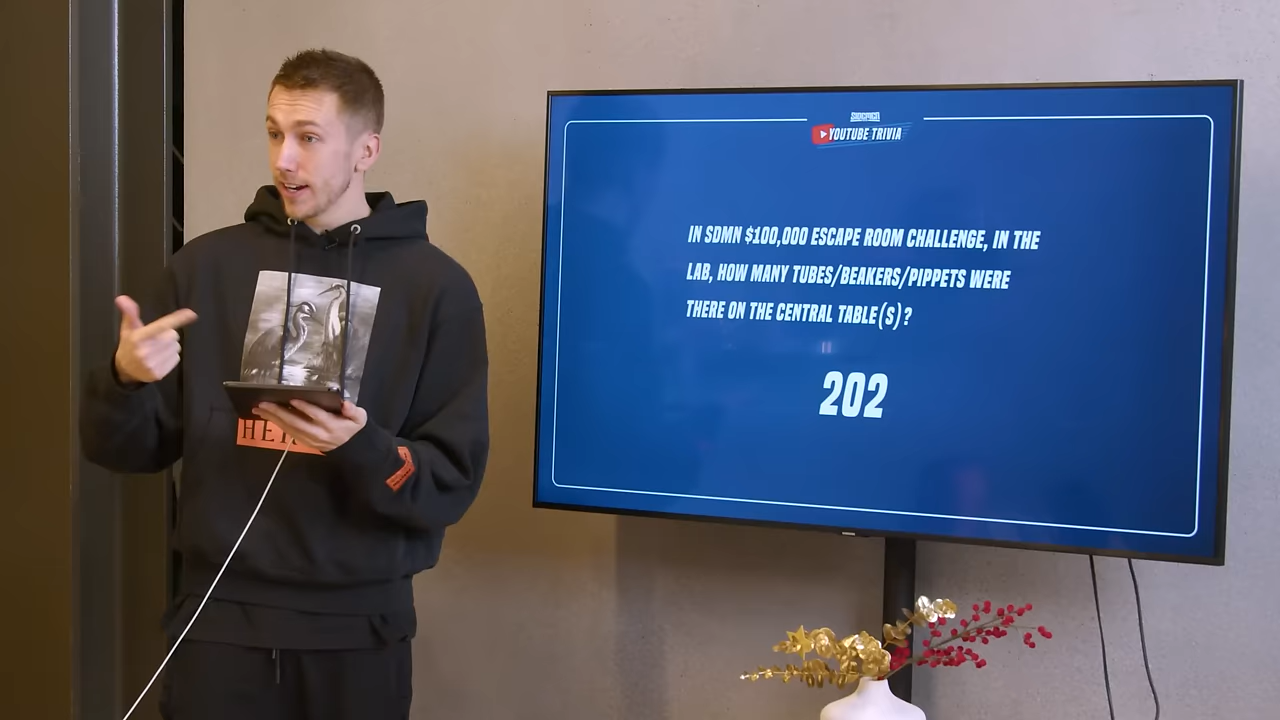 SIDEMEN
YOUTUBE TRIVIA
IN SDMN $100,000 ESCAPE ROOM CHALLENGE, IN THE
LAB, HOW MANY TUBES/BEAKERS/PIPPETS WERE
THERE ON THE CENTRAL TABLE(S)?
202